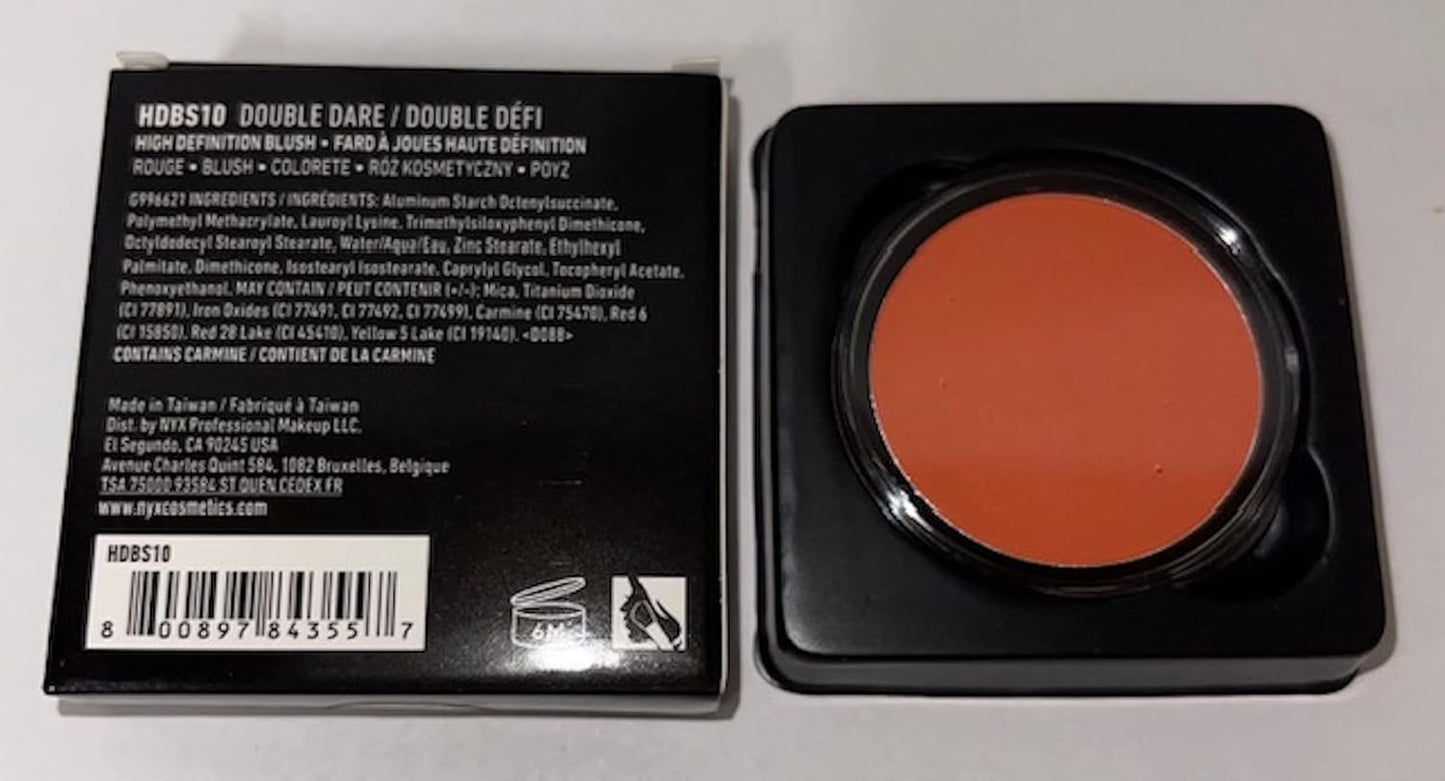 HDBS10 DOUBLE DARE / DOUBLE DÉFI
HIGH DEFINITION BLUSH • FARD À JOUES HAUTE DÉFINITION
ROUGE • BLUSH • COLORETE • RÓŻ KOSMETYCZNY • РОУZ
G996621 INGREDIENTS / INGRÉDIENTS: Aluminum Starch Octenylsuccinate,
Polymethyl Methacrylate, Lauroyl Lysine, Trimethylsiloxyphenyl Dimethicone,
Octyldodecyl Stearoyl Stearate, Water/Aqua/Eau, Zinc Stearate, Ethylhexyl
Palmitate, Dimethicone, Isostearyl Isostearate, Caprylyl Glycol, Tocopheryl Acetate,
Phenoxyethanol. MAY CONTAIN / PEUT CONTENIR (+/-): Mica, Titanium Dioxide
(CI 77891), Iron Oxides (CI 77491, CI 77492, CI 77499), Carmine (CI 75470), Red 6
(CI 15850), Red 28 Lake (CI 45410), Yellow 5 Lake (CI 19140). <D088>
CONTAINS CARMINE / CONTIENT DE LA CARMINE
Made in Taiwan / Fabriqué à Taiwan
Dist. by NYX Professional Makeup LLC.
El Segundo, CA 90245 USA
Avenue Charles Quint 584, 1082 Bruxelles, Belgique
TSA 75000 93584 ST OUEN CEDEX FR
www.nyxcosmetics.com
HDBS10
8 00897 84355 7
6M